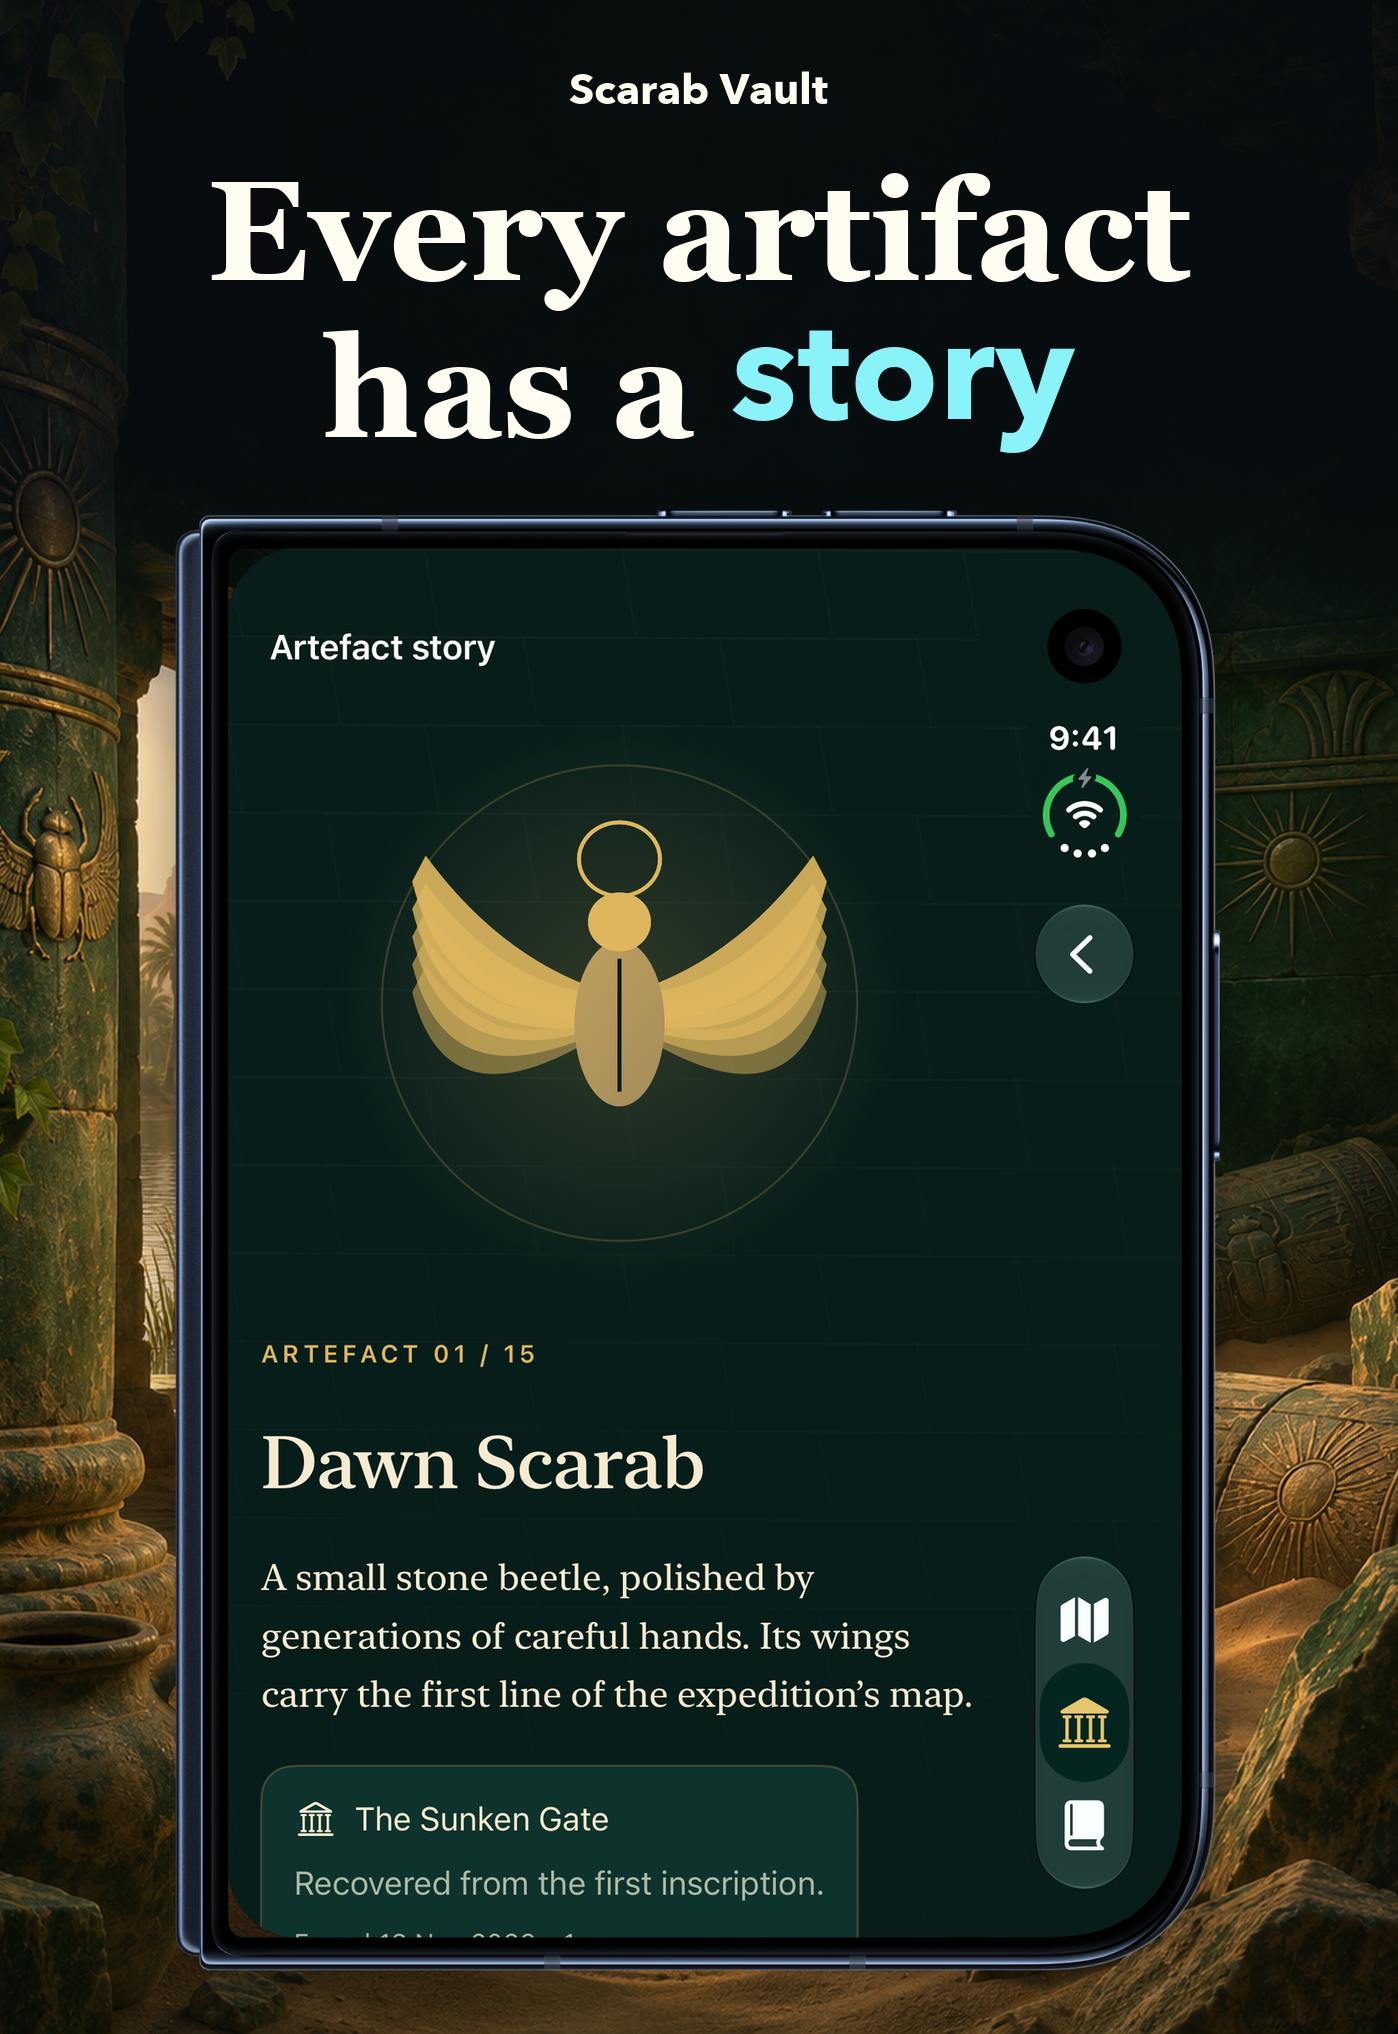 Scarab Vault
Every artifact
has a story
Artefact story
9:41
ARTEFACT 01 / 15
Dawn Scarab
A small stone beetle, polished by
generations of careful hands. Its wings
carry the first line of the expedition’s map.
The Sunken Gate
Recovered from the first inscription.